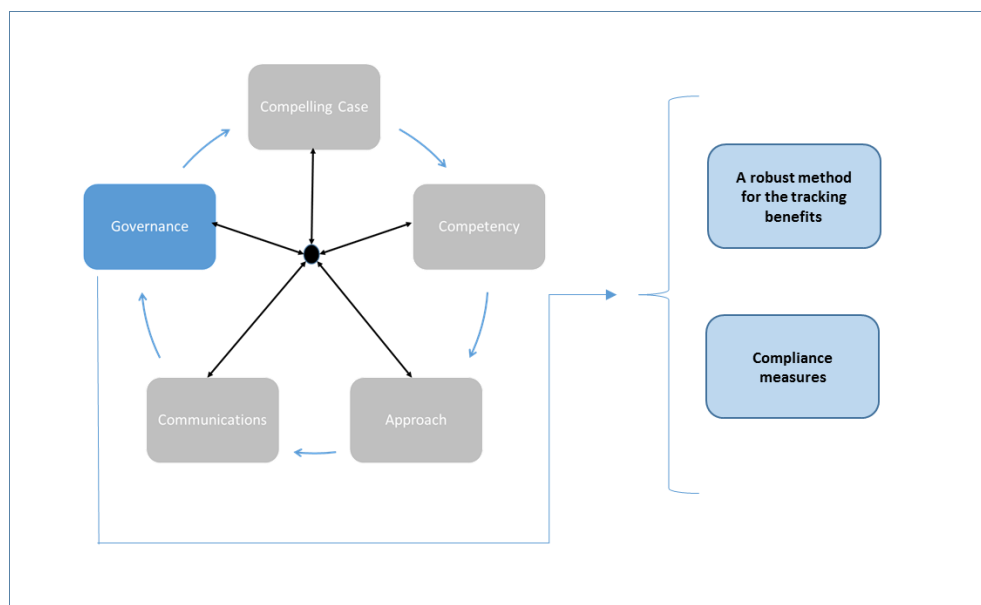 Compelling Case
Governance
Competency
Communications
Approach
A robust method
for the tracking
benefits
Compliance
measures